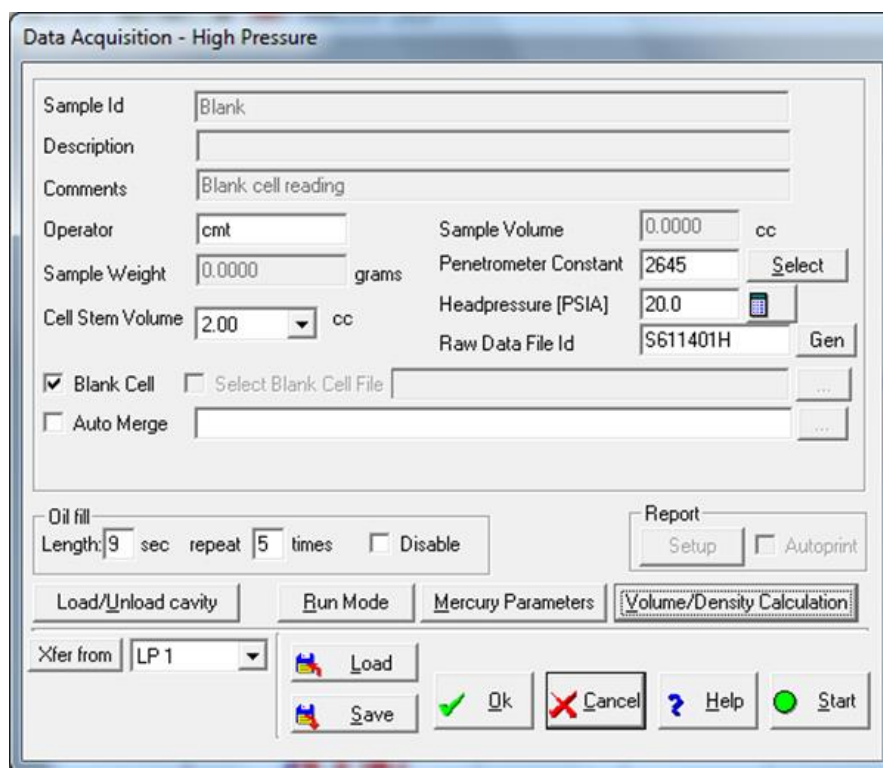 Data Acquisition - High Pressure
Sample Id Blank
Description
Comments Blank cell reading
Operator cmt Sample Volume 0.0000 cc
Sample Weight 0.0000 grams Penetrometer Constant 2645 Select
Cell Stem Volume 2.00 cc Headpressure [PSIA] 20.0
Raw Data File Id S611401H Gen
Blank Cell Select Blank Cell File ...
Auto Merge ...
Oil fill Report
Length: 9 sec repeat 5 times Disable Setup Autoprint
Load/Unload cavity Run Mode Mercury Parameters Volume/Density Calculation
Xfer from LP 1 Load
Save Ok Cancel Help Start